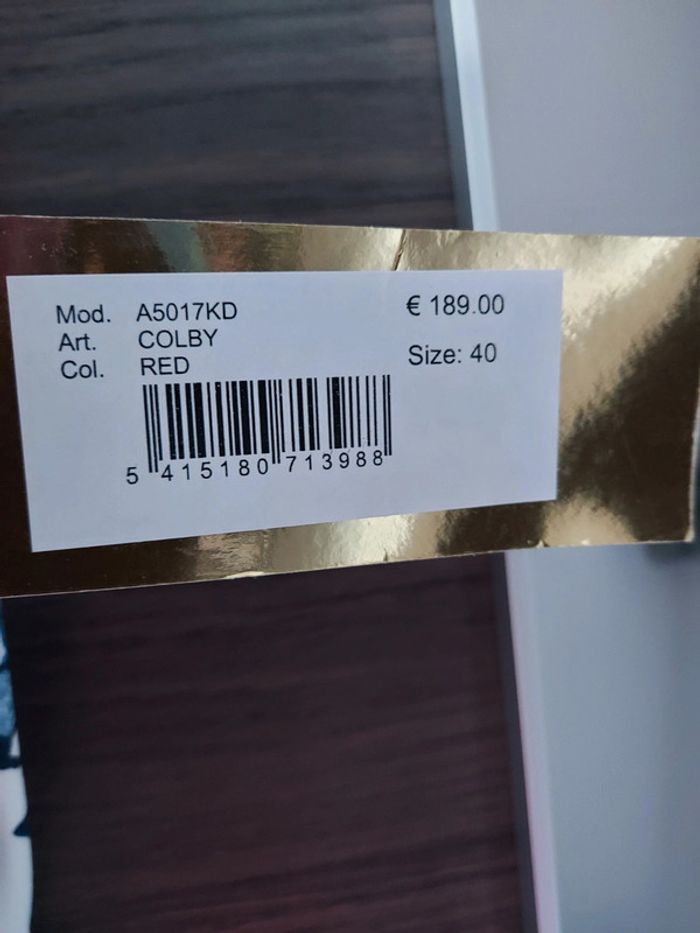 Mod. A5017KD € 189.00
Art. COLBY
Col. RED Size: 40
5 415180 713988